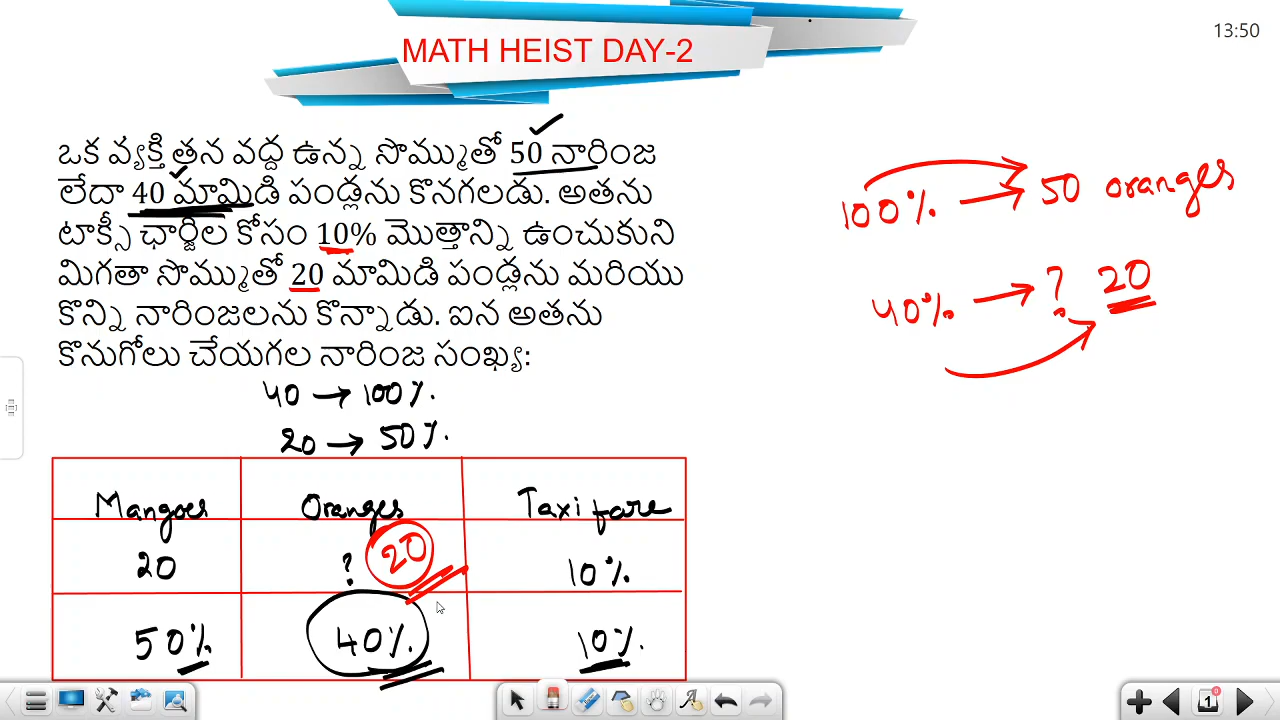 MATH HEIST DAY-2
13:50
ఒక వ్యక్తి తన వద్ద ఉన్న సొమ్ముతో 50 నారింజ
లేదా 40 మామిడి పండ్లను కొనగలడు. అతను
టాక్సీ ఛార్జీల కోసం 10% మొత్తాన్ని ఉంచుకుని
మిగతా సొమ్ముతో 20 మామిడి పండ్లను మరియు
కొన్ని నారింజలను కొన్నాడు. ఐన అతను
కొనుగోలు చేయగల నారింజ సంఖ్య:
100% → 50 oranges
40% → ? 20
40 → 100%
20 → 50%
Mangoes Oranges Taxi fare
20 ? 20 10%
50% 40% 10%
1